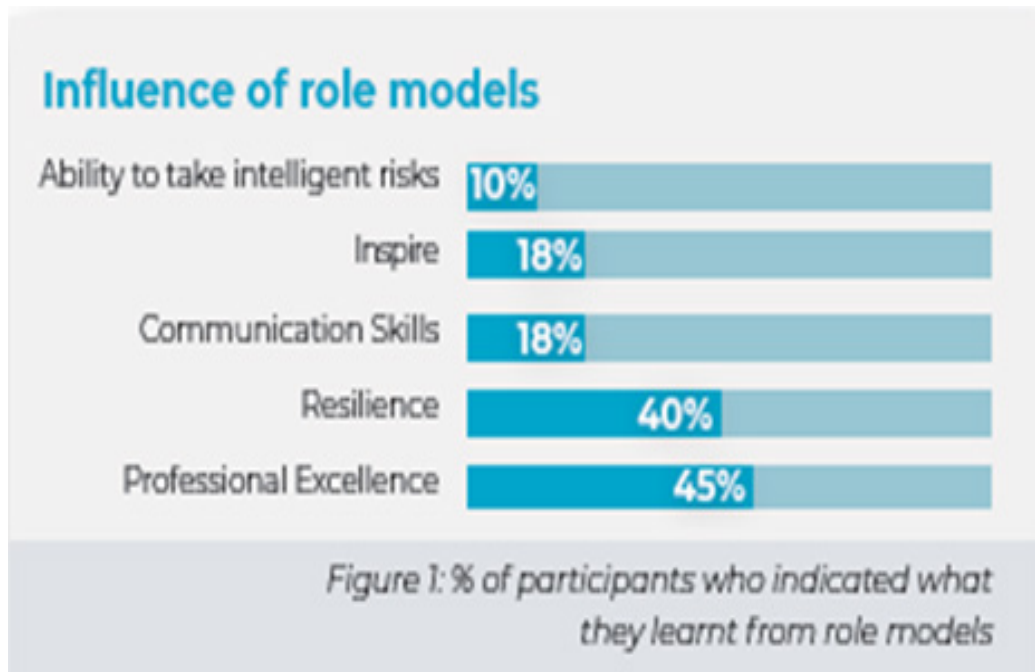 Influence of role models
Ability to take intelligent risks 10%
Inspire 18%
Communication Skills 18%
Resilience 40%
Professional Excellence 45%
Figure 1: % of participants who indicated what
they learnt from role models